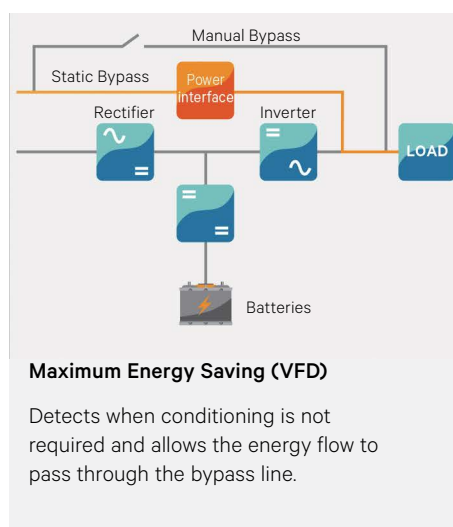 Manual Bypass
Static Bypass
Power
interface
Rectifier
Inverter
LOAD
Batteries
Maximum Energy Saving (VFD)
Detects when conditioning is not
required and allows the energy flow to
pass through the bypass line.